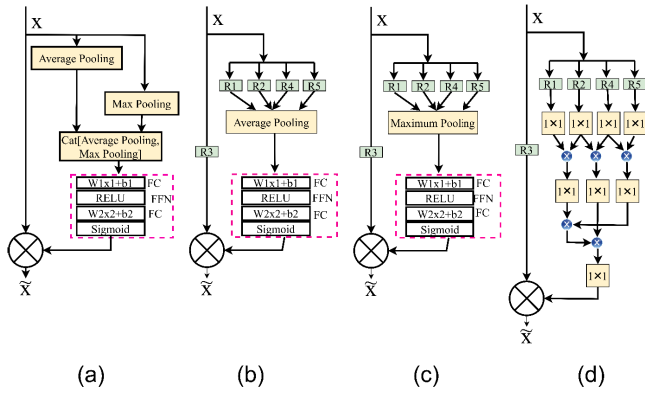 X
Average Pooling
Max Pooling
Cat[Average Pooling,
Max Pooling]
W1x1+b1 FC
RELU FFN
W2x2+b2 FC
Sigmoid
x̃
(a)
X
R1 R2 R4 R5
Average Pooling
R3
W1x1+b1 FC
RELU FFN
W2x2+b2 FC
Sigmoid
x̃
(b)
X
R1 R2 R4 R5
Maximum Pooling
R3
W1x1+b1 FC
RELU FFN
W2x2+b2 FC
Sigmoid
x̃
(c)
X
R1 R2 R4 R5
1×1 1×1 1×1 1×1
R3
x x x
1×1 1×1 1×1
x
x
1×1
x̃
(d)